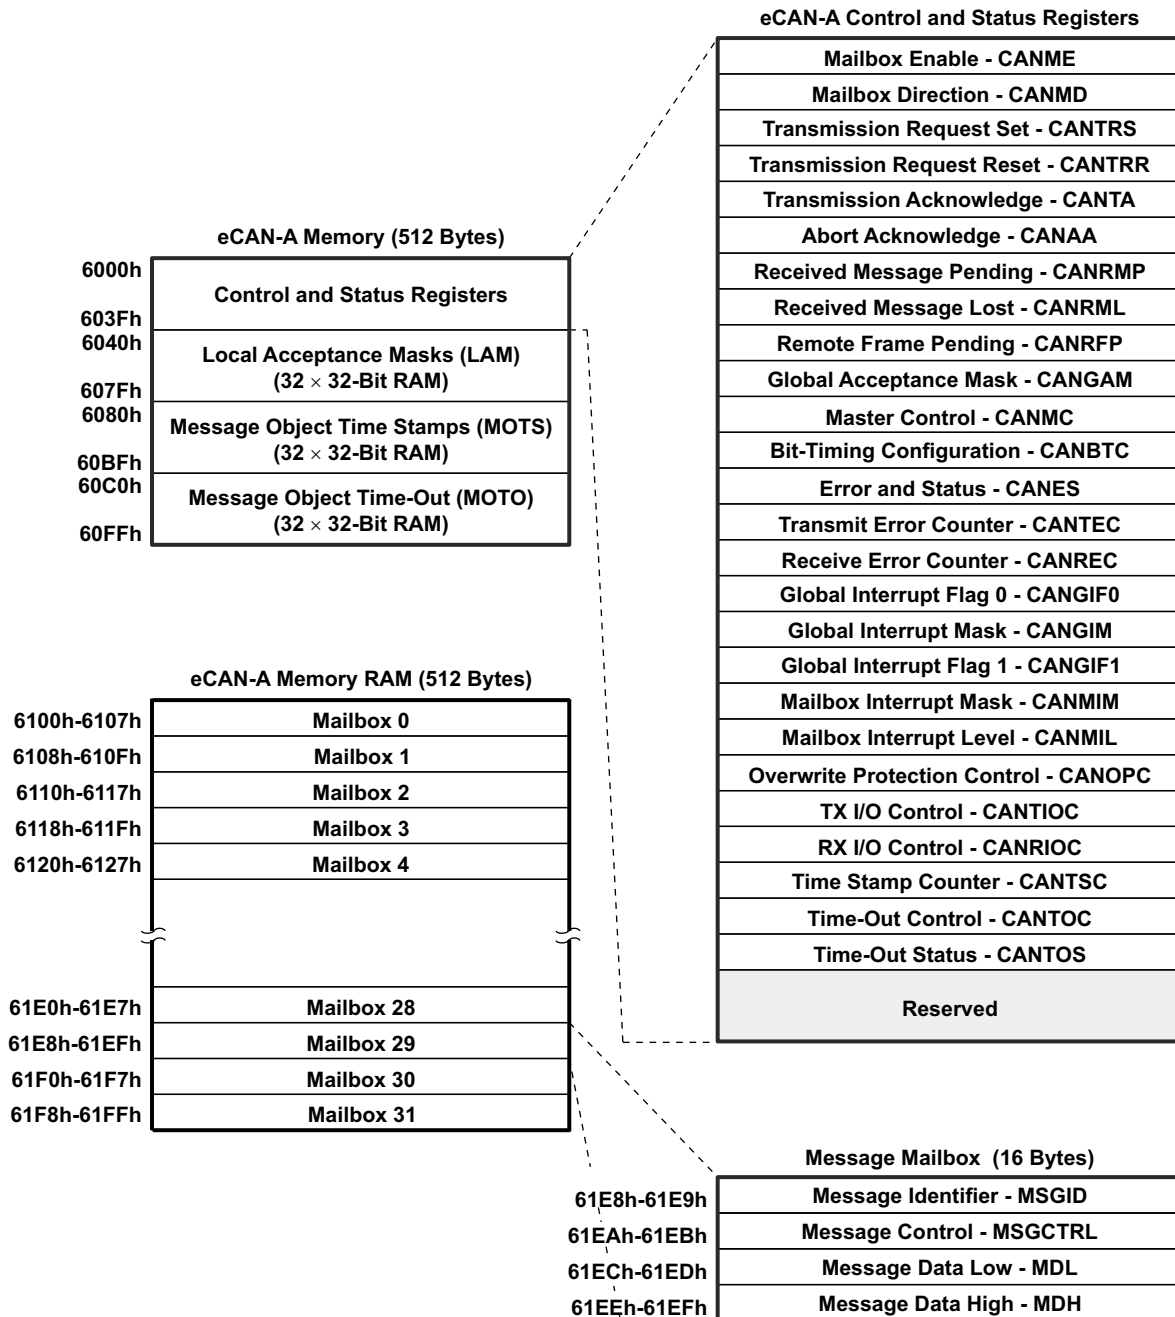 eCAN-A Control and Status Registers
Mailbox Enable - CANME
Mailbox Direction - CANMD
Transmission Request Set - CANTRS
Transmission Request Reset - CANTRR
Transmission Acknowledge - CANTA
Abort Acknowledge - CANAA
Received Message Pending - CANRMP
Received Message Lost - CANRML
Remote Frame Pending - CANRFP
Global Acceptance Mask - CANGAM
Master Control - CANMC
Bit-Timing Configuration - CANBTC
Error and Status - CANES
Transmit Error Counter - CANTEC
Receive Error Counter - CANREC
Global Interrupt Flag 0 - CANGIF0
Global Interrupt Mask - CANGIM
Global Interrupt Flag 1 - CANGIF1
Mailbox Interrupt Mask - CANMIM
Mailbox Interrupt Level - CANMIL
Overwrite Protection Control - CANOPC
TX I/O Control - CANTIOC
RX I/O Control - CANRIOC
Time Stamp Counter - CANTSC
Time-Out Control - CANTOC
Time-Out Status - CANTOS
Reserved
eCAN-A Memory (512 Bytes)
6000h
Control and Status Registers
603Fh
6040h
Local Acceptance Masks (LAM)
(32 × 32-Bit RAM)
607Fh
6080h
Message Object Time Stamps (MOTS)
(32 × 32-Bit RAM)
60BFh
60C0h
Message Object Time-Out (MOTO)
(32 × 32-Bit RAM)
60FFh
eCAN-A Memory RAM (512 Bytes)
6100h-6107h Mailbox 0
6108h-610Fh Mailbox 1
6110h-6117h Mailbox 2
6118h-611Fh Mailbox 3
6120h-6127h Mailbox 4
61E0h-61E7h Mailbox 28
61E8h-61EFh Mailbox 29
61F0h-61F7h Mailbox 30
61F8h-61FFh Mailbox 31
Message Mailbox (16 Bytes)
61E8h-61E9h Message Identifier - MSGID
61EAh-61EBh Message Control - MSGCTRL
61ECh-61EDh Message Data Low - MDL
61EEh-61EFh Message Data High - MDH